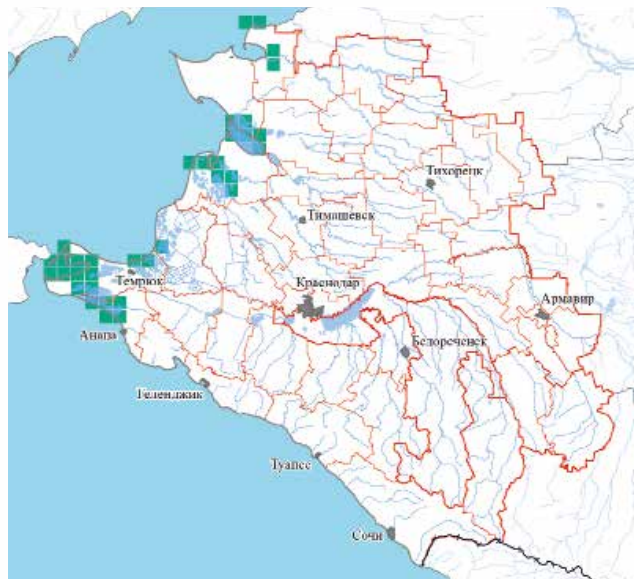 Тихорецк
Тимашевск
Темрюк
Краснодар
Армавир
Анапа
Белореченск
Геленджик
Туапсе
Сочи